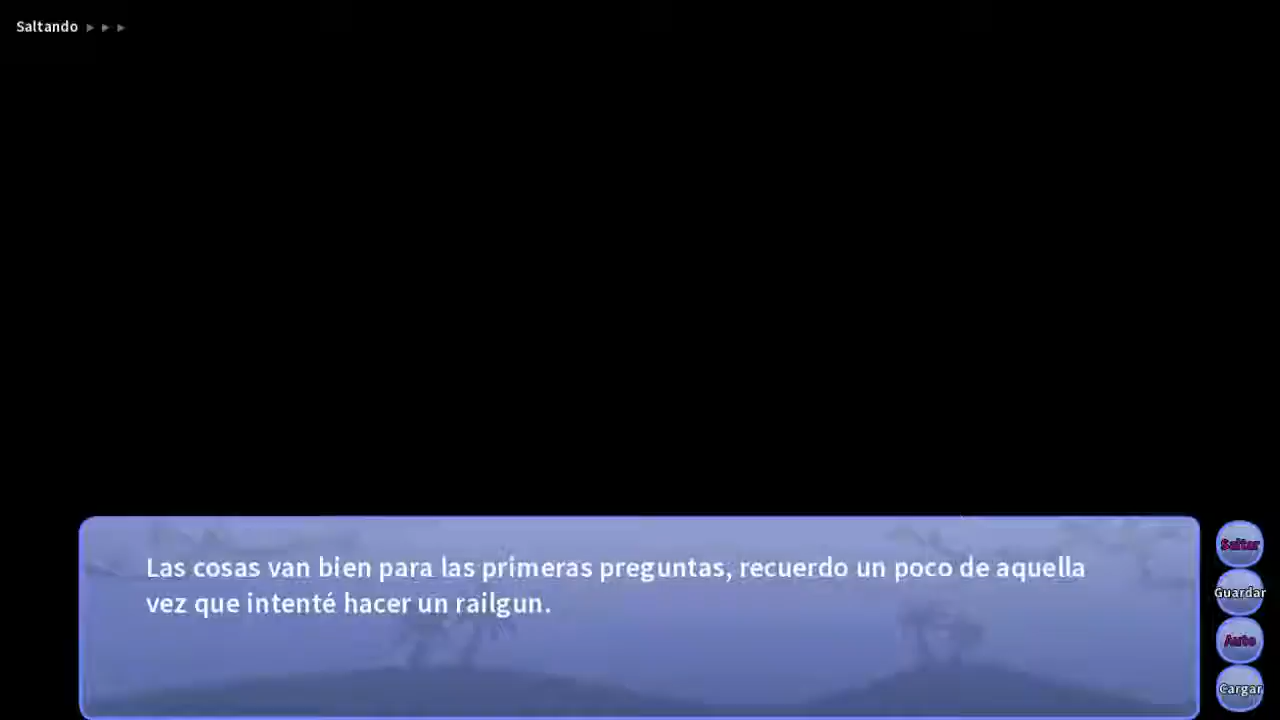 Saltando ▸ ▸ ▸
Las cosas van bien para las primeras preguntas, recuerdo un poco de aquella
vez que intenté hacer un railgun.
Saltar
Guardar
Auto
Cargar